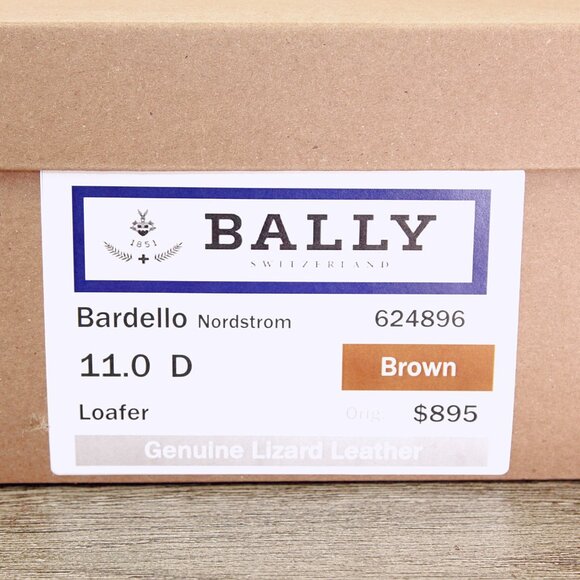 1851
BALLY
SWITZERLAND
Bardello Nordstrom 624896
11.0 D Brown
Loafer Orig. $895
Genuine Lizard Leather